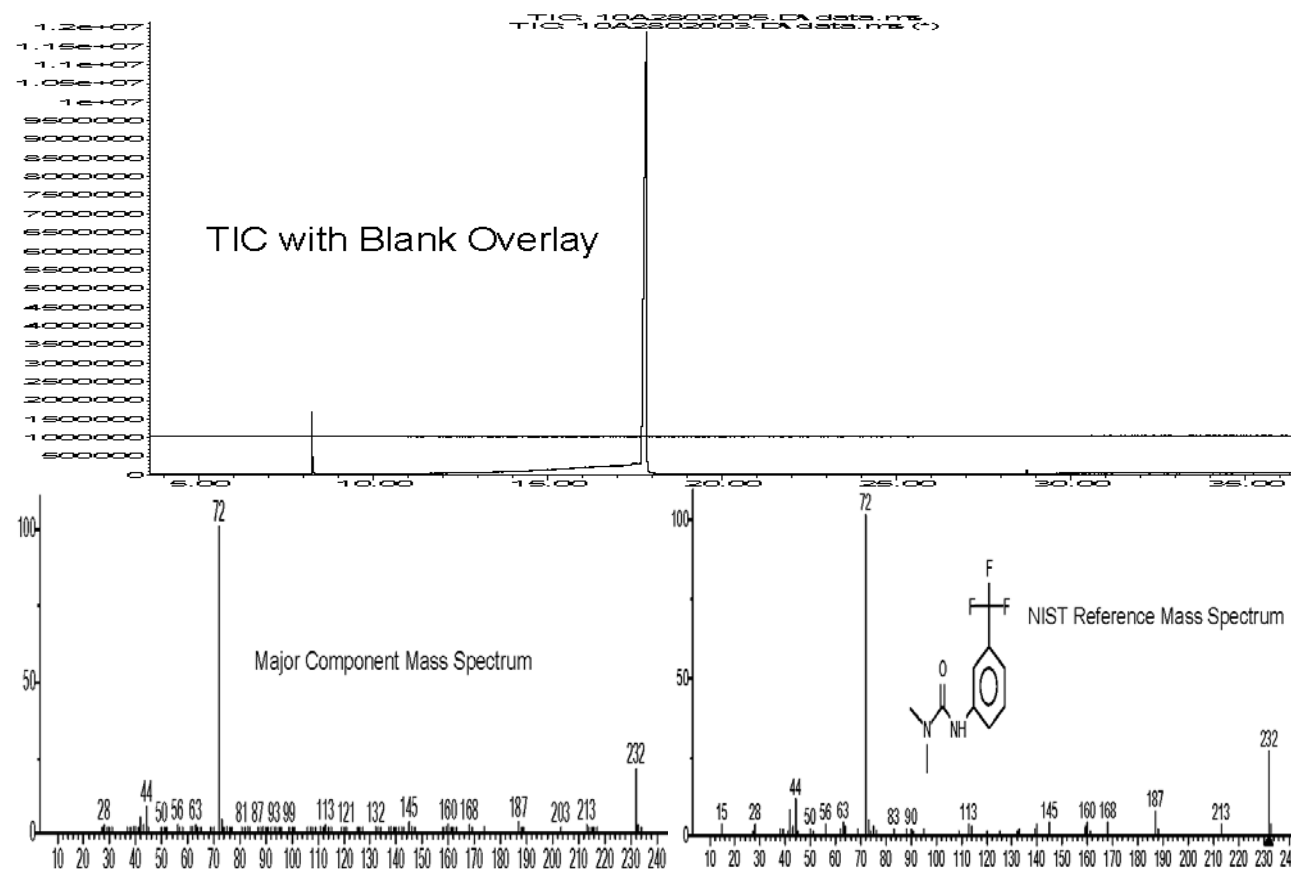 TIC: 10A2802005.D\data.ms
TIC: 10A2802003.D\data.ms (*)
1.2e+07
1.15e+07
1.1e+07
1.05e+07
1e+07
9500000
9000000
8500000
8000000
7500000
7000000
6500000
6000000
5500000
5000000
4500000
4000000
3500000
3000000
2500000
2000000
1500000
1000000
500000
0
TIC with Blank Overlay
5.00 10.00 15.00 20.00 25.00 30.00 35.00
100
50
0
72
Major Component Mass Spectrum
232
28 44 50 56 63 81 87 93 99 113 121 132 145 160 168 187 203 213
10 20 30 40 50 60 70 80 90 100 110 120 130 140 150 160 170 180 190 200 210 220 230 240
100
50
0
72
F
F F
NIST Reference Mass Spectrum
O
N NH
232
15 28 44 50 56 63 83 90 113 145 160 168 187 213
10 20 30 40 50 60 70 80 90 100 110 120 130 140 150 160 170 180 190 200 210 220 230 24